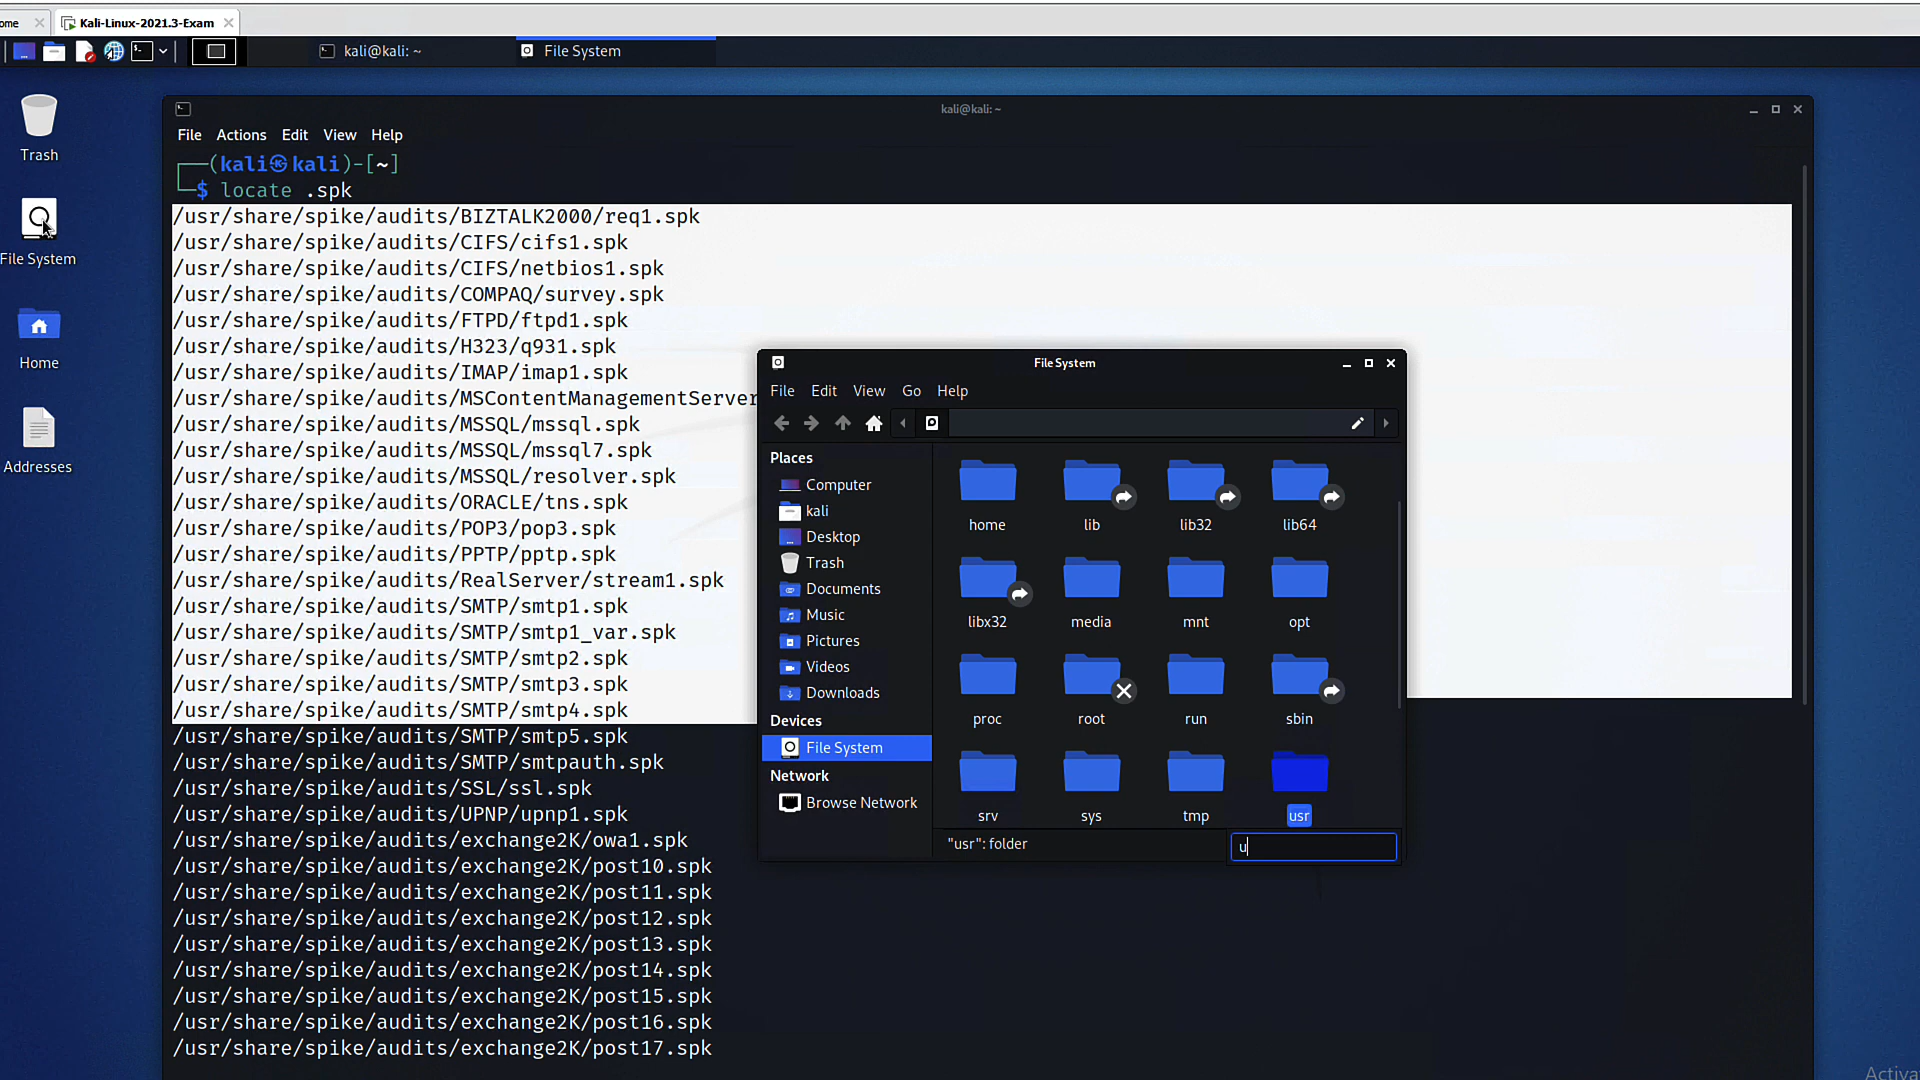 ome
Kali-Linux-2021.3-Exam
kali@kali: ~
File System
Trash
File System
Home
Addresses
kali@kali: ~
File Actions Edit View Help
(kali㉿kali)-[~]
$ locate .spk
/usr/share/spike/audits/BIZTALK2000/req1.spk
/usr/share/spike/audits/CIFS/cifs1.spk
/usr/share/spike/audits/CIFS/netbios1.spk
/usr/share/spike/audits/COMPAQ/survey.spk
/usr/share/spike/audits/FTPD/ftpd1.spk
/usr/share/spike/audits/H323/q931.spk
/usr/share/spike/audits/IMAP/imap1.spk
/usr/share/spike/audits/MSContentManagementServer
/usr/share/spike/audits/MSSQL/mssql.spk
/usr/share/spike/audits/MSSQL/mssql7.spk
/usr/share/spike/audits/MSSQL/resolver.spk
/usr/share/spike/audits/ORACLE/tns.spk
/usr/share/spike/audits/POP3/pop3.spk
/usr/share/spike/audits/PPTP/pptp.spk
/usr/share/spike/audits/RealServer/stream1.spk
/usr/share/spike/audits/SMTP/smtp1.spk
/usr/share/spike/audits/SMTP/smtp1_var.spk
/usr/share/spike/audits/SMTP/smtp2.spk
/usr/share/spike/audits/SMTP/smtp3.spk
/usr/share/spike/audits/SMTP/smtp4.spk
/usr/share/spike/audits/SMTP/smtp5.spk
/usr/share/spike/audits/SMTP/smtpauth.spk
/usr/share/spike/audits/SSL/ssl.spk
/usr/share/spike/audits/UPNP/upnp1.spk
/usr/share/spike/audits/exchange2K/owa1.spk
/usr/share/spike/audits/exchange2K/post10.spk
/usr/share/spike/audits/exchange2K/post11.spk
/usr/share/spike/audits/exchange2K/post12.spk
/usr/share/spike/audits/exchange2K/post13.spk
/usr/share/spike/audits/exchange2K/post14.spk
/usr/share/spike/audits/exchange2K/post15.spk
/usr/share/spike/audits/exchange2K/post16.spk
/usr/share/spike/audits/exchange2K/post17.spk
File System
File Edit View Go Help
Places
Computer
kali
Desktop
Trash
Documents
Music
Pictures
Videos
Downloads
Devices
File System
Network
Browse Network
home lib lib32 lib64
libx32 media mnt opt
proc root run sbin
srv sys tmp usr
"usr": folder
u
Activa